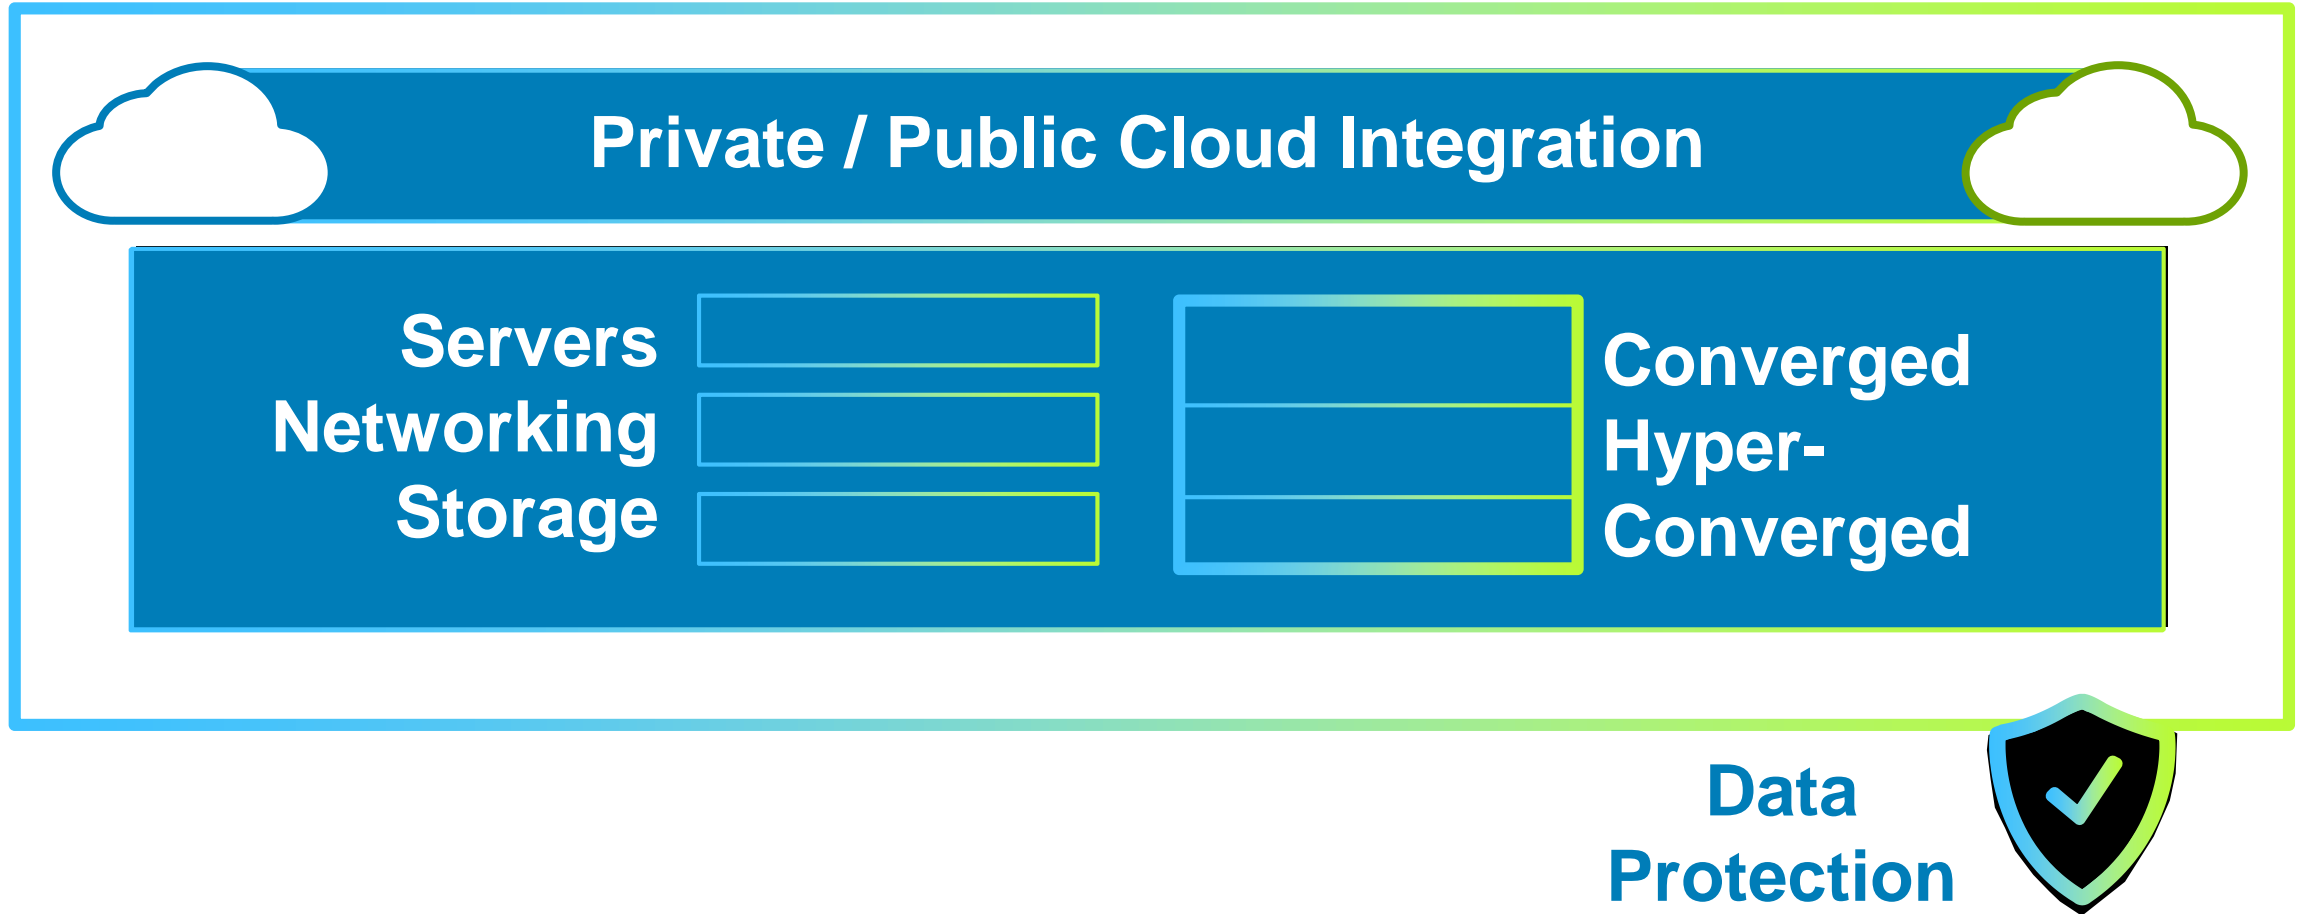 Private / Public Cloud Integration
Servers
Networking
Storage
Converged
Hyper-
Converged
Data
Protection